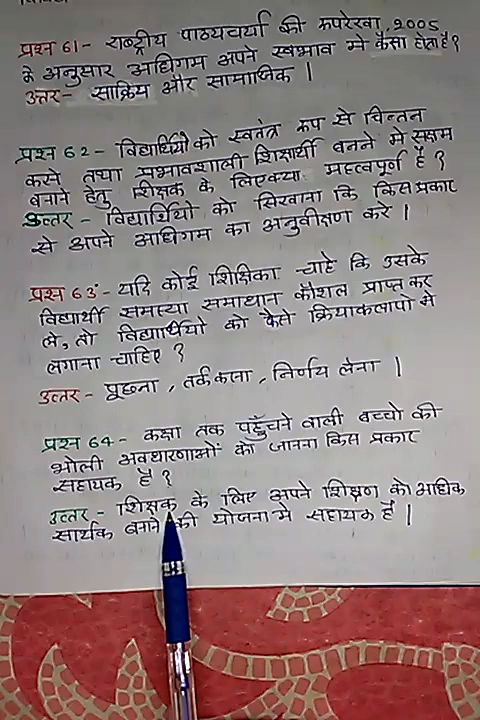 प्रश्न 61- राष्ट्रीय पाठ्यचर्या की रूपरेखा, 2005
के अनुसार अधिगम अपने स्वभाव में कैसा होता है?
उत्तर- सक्रिय और सामाजिक |
प्रश्न 62- विद्यार्थियों को स्वतंत्र रूप से चिन्तन
करने तथा प्रभावशाली शिक्षार्थी बनने में सक्षम
बनाने हेतु शिक्षक के लिए क्या महत्वपूर्ण है?
उत्तर - विद्यार्थियों को सिखाना कि किस प्रकार
से अपने अधिगम का अनुवीक्षण करे |
प्रश्न 63- यदि कोई शिक्षिका चाहे कि उसके
विद्यार्थी समस्या समाधान कौशल प्राप्त कर
ले, तो विद्यार्थियों को कैसे क्रियाकलापो मे
लगाना चाहिए?
उत्तर - पूछना, तर्क करना, निर्णय लेना |
प्रश्न 64- कक्षा तक पहुँचने वाली बच्चो की
भोली अवधारणाओं को जानना किस प्रकार
सहायक है?
उत्तर - शिक्षक के लिए अपने शिक्षण को अधिक
सार्थक बनाने की योजना मे सहायक है |